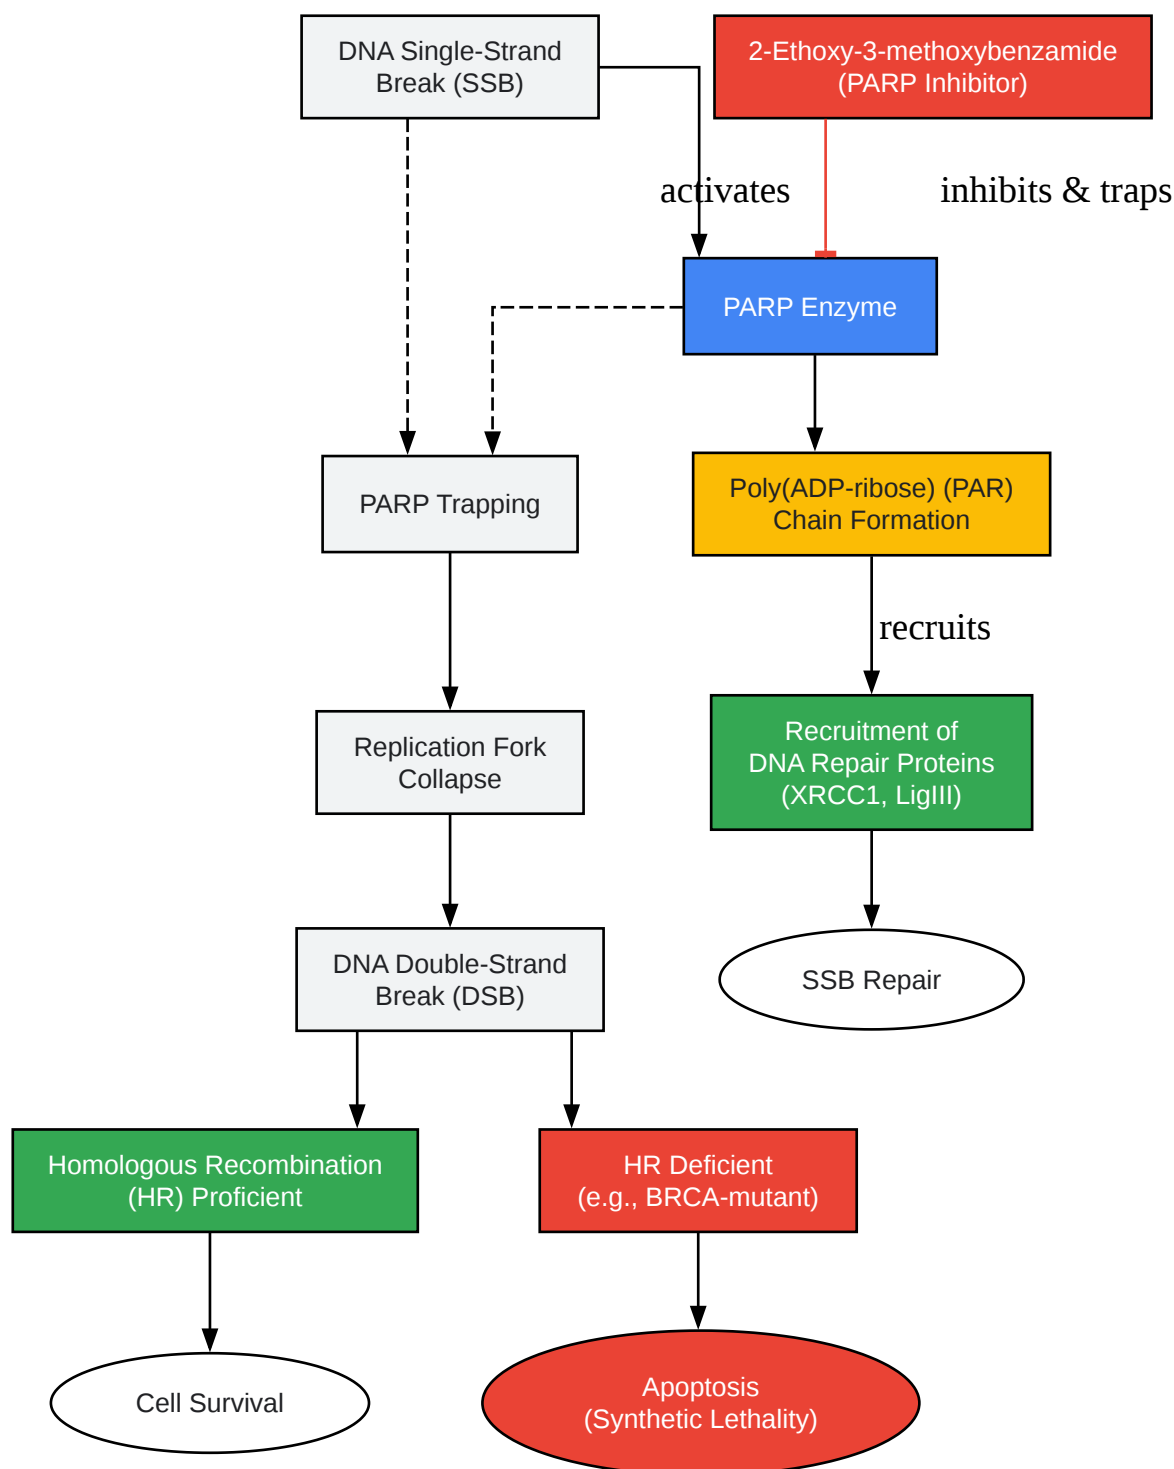 DNA Single-Strand
Break (SSB)
2-Ethoxy-3-methoxybenzamide
(PARP Inhibitor)
activates
inhibits & traps
PARP Enzyme
PARP Trapping
Poly(ADP-ribose) (PAR)
Chain Formation
recruits
Replication Fork
Collapse
Recruitment of
DNA Repair Proteins
(XRCC1, LigIII)
DNA Double-Strand
Break (DSB)
SSB Repair
Homologous Recombination
(HR) Proficient
HR Deficient
(e.g., BRCA-mutant)
Cell Survival
Apoptosis
(Synthetic Lethality)